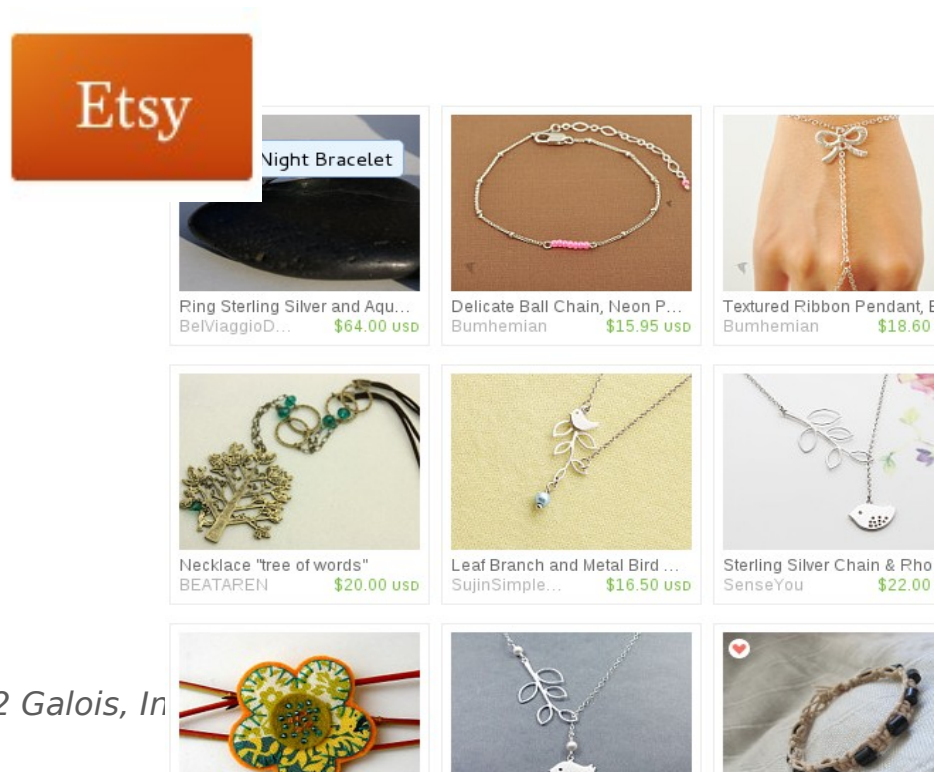 Etsy
Night Bracelet
Ring Sterling Silver and Aqu...
BelViaggioD...
$64.00 USD
Delicate Ball Chain, Neon P...
Bumhemian
$15.95 USD
Textured Ribbon Pendant, E
Bumhemian
$18.60
Necklace "tree of words"
BEATAREN
$20.00 USD
Leaf Branch and Metal Bird ...
SujinSimple...
$16.50 USD
Sterling Silver Chain & Rho
SenseYou
$22.00
2 Galois, In